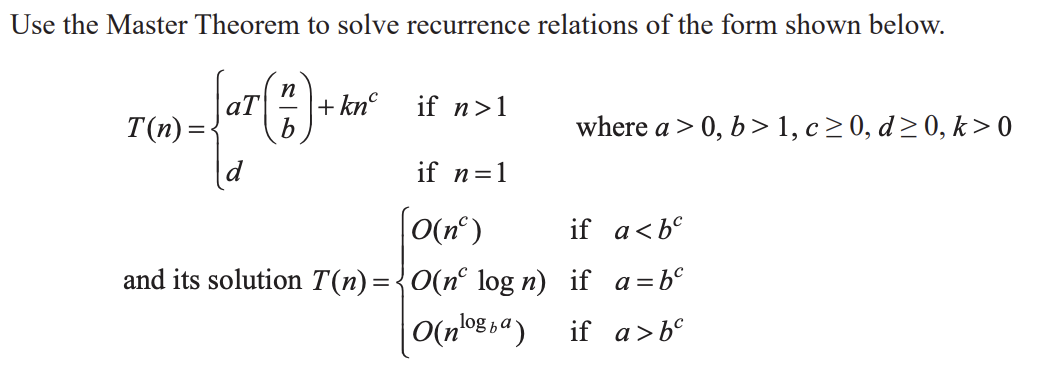 Use the Master Theorem to solve recurrence relations of the form shown below.
T(n) = { aT(n/b) + kn^c if n > 1
d if n = 1
where a > 0, b > 1, c ≥ 0, d ≥ 0, k > 0
and its solution T(n) = { O(n^c) if a < b^c
O(n^c log n) if a = b^c
O(n^(log_b a)) if a > b^c